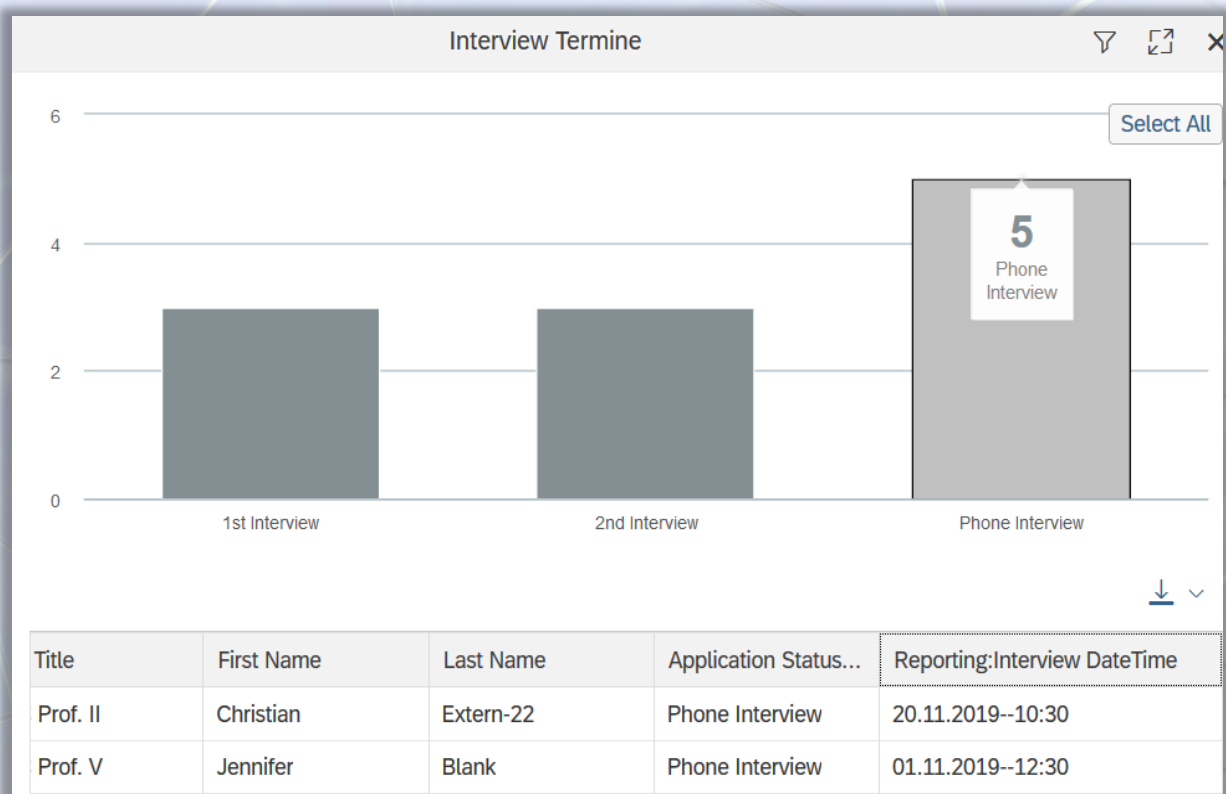 Interview Termine
6
Select All
5
Phone
Interview
4
2
0
1st Interview 2nd Interview Phone Interview
Title First Name Last Name Application Status... Reporting:Interview DateTime
Prof. II Christian Extern-22 Phone Interview 20.11.2019--10:30
Prof. V Jennifer Blank Phone Interview 01.11.2019--12:30